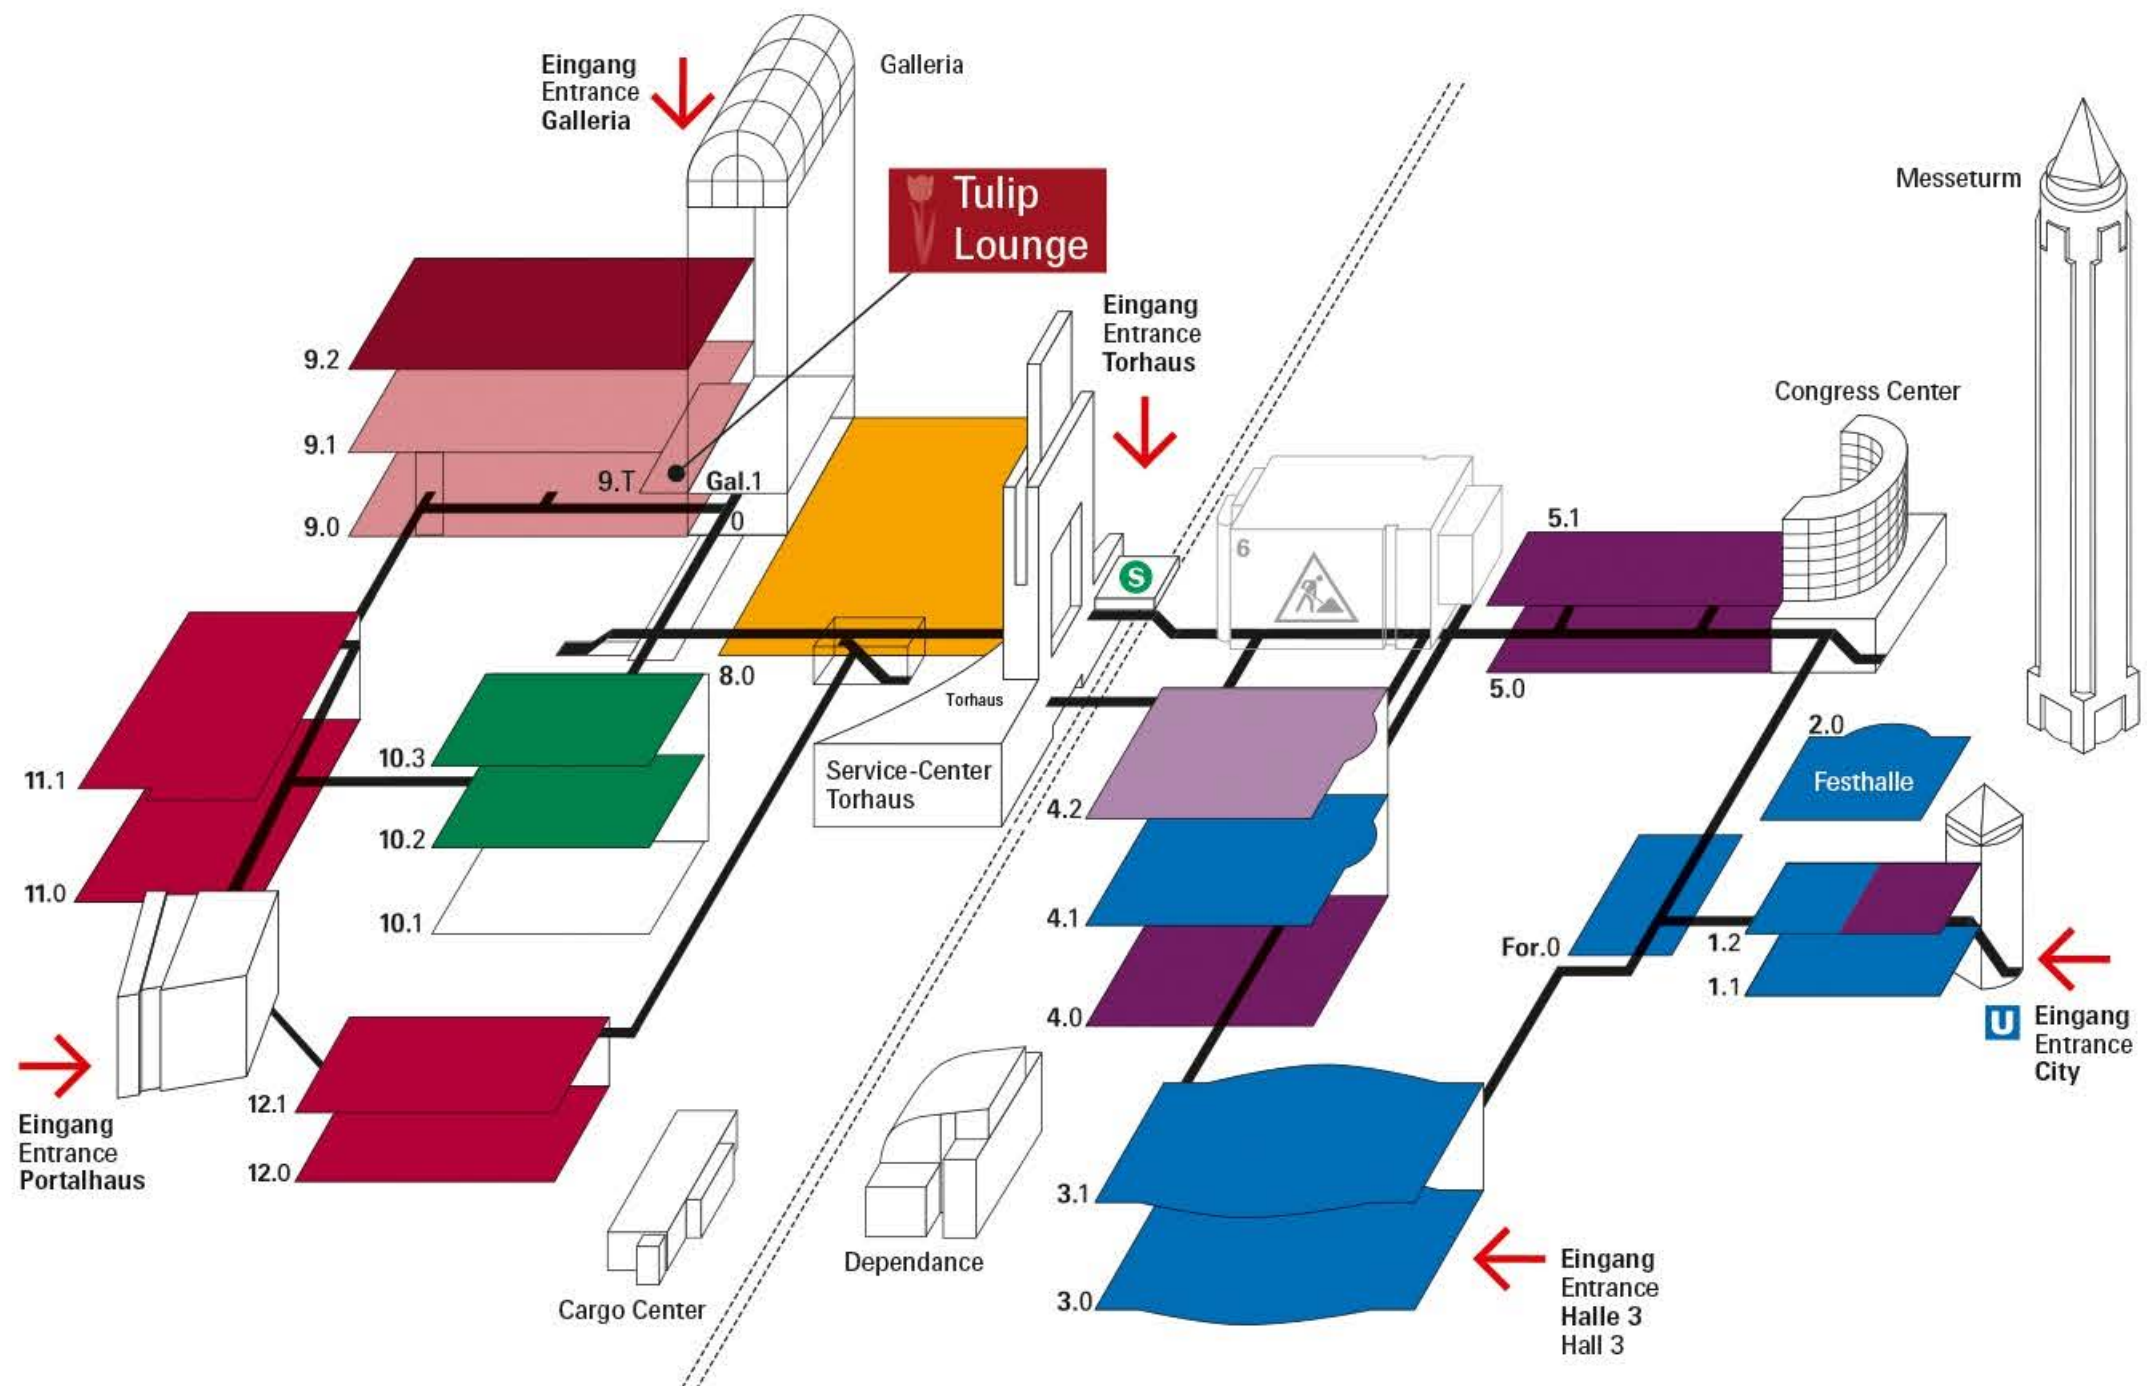 Eingang
Entrance
Galleria
Galleria
Tulip
Lounge
Messeturm
Eingang
Entrance
Torhaus
9.2
9.1
9.T
Gal.1
0
9.0
Congress Center
S
6
5.1
5.0
8.0
Torhaus
Service-Center
Torhaus
11.1
11.0
10.3
10.2
10.1
4.2
4.1
4.0
2.0
Festhalle
For.0
1.2
1.1
U
Eingang
Entrance
City
Eingang
Entrance
Portalhaus
12.1
12.0
Cargo Center
Dependance
3.1
3.0
Eingang
Entrance
Halle 3
Hall 3